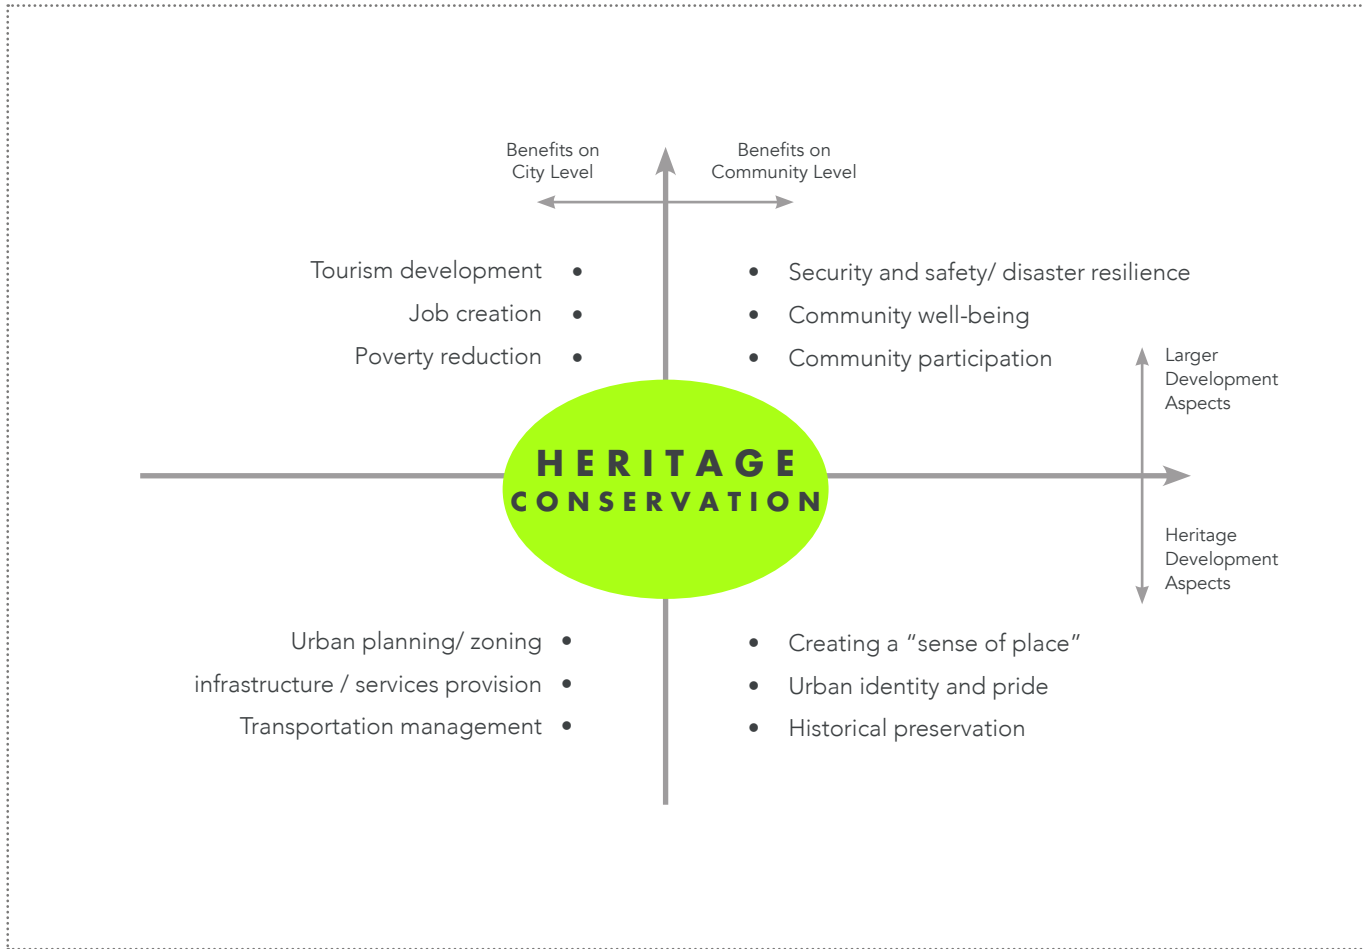 Benefits on
City Level
Benefits on
Community Level
Tourism development •
Job creation •
Poverty reduction •
• Security and safety/ disaster resilience
• Community well-being
• Community participation
Larger
Development
Aspects
HERITAGE
CONSERVATION
Heritage
Development
Aspects
Urban planning/ zoning •
infrastructure / services provision •
Transportation management •
• Creating a “sense of place”
• Urban identity and pride
• Historical preservation